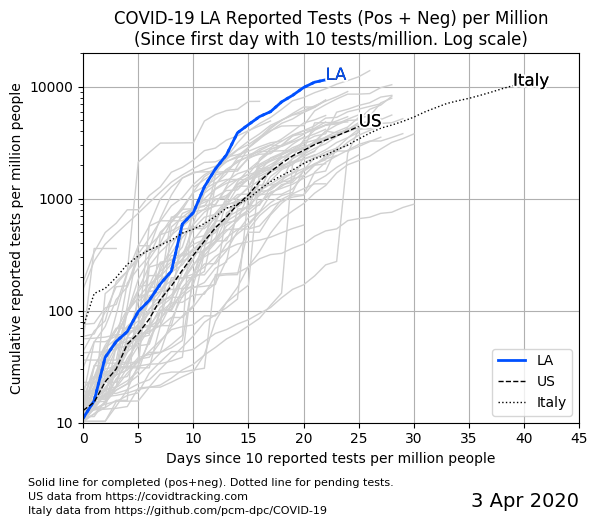 COVID-19 LA Reported Tests (Pos + Neg) per Million
(Since first day with 10 tests/million. Log scale)
Cumulative reported tests per million people
10000
1000
100
10
LA
US
Italy
LA
US
Italy
0 5 10 15 20 25 30 35 40 45
Days since 10 reported tests per million people
Solid line for completed (pos+neg). Dotted line for pending tests.
US data from https://covidtracking.com
Italy data from https://github.com/pcm-dpc/COVID-19
3 Apr 2020